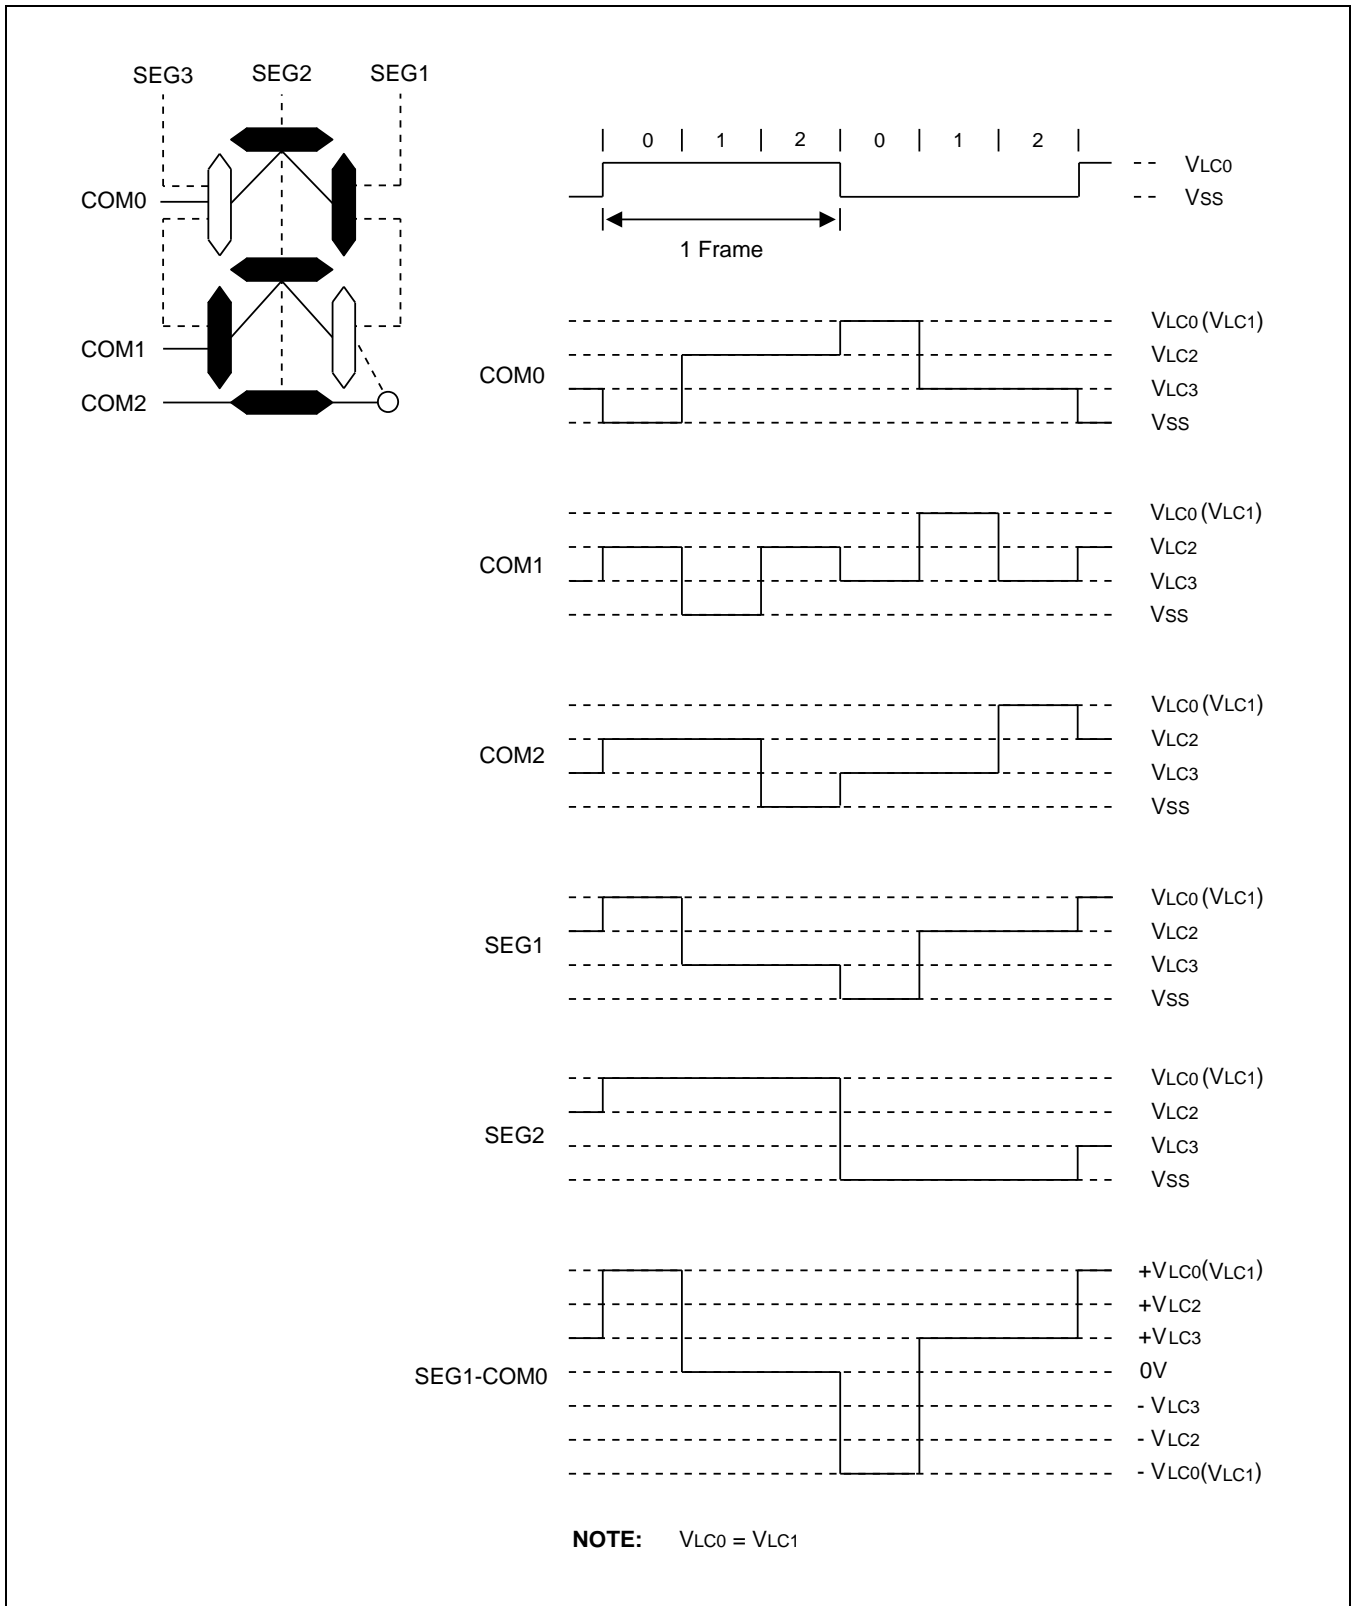 SEG3 SEG2 SEG1
COM0
COM1
COM2
0 1 2 0 1 2
VLC0
VSS
1 Frame
COM0
VLC0 (VLC1)
VLC2
VLC3
VSS
COM1
VLC0 (VLC1)
VLC2
VLC3
VSS
COM2
VLC0 (VLC1)
VLC2
VLC3
VSS
SEG1
VLC0 (VLC1)
VLC2
VLC3
VSS
SEG2
VLC0 (VLC1)
VLC2
VLC3
VSS
SEG1-COM0
+VLC0(VLC1)
+VLC2
+VLC3
0V
- VLC3
- VLC2
- VLC0(VLC1)
NOTE: VLC0 = VLC1